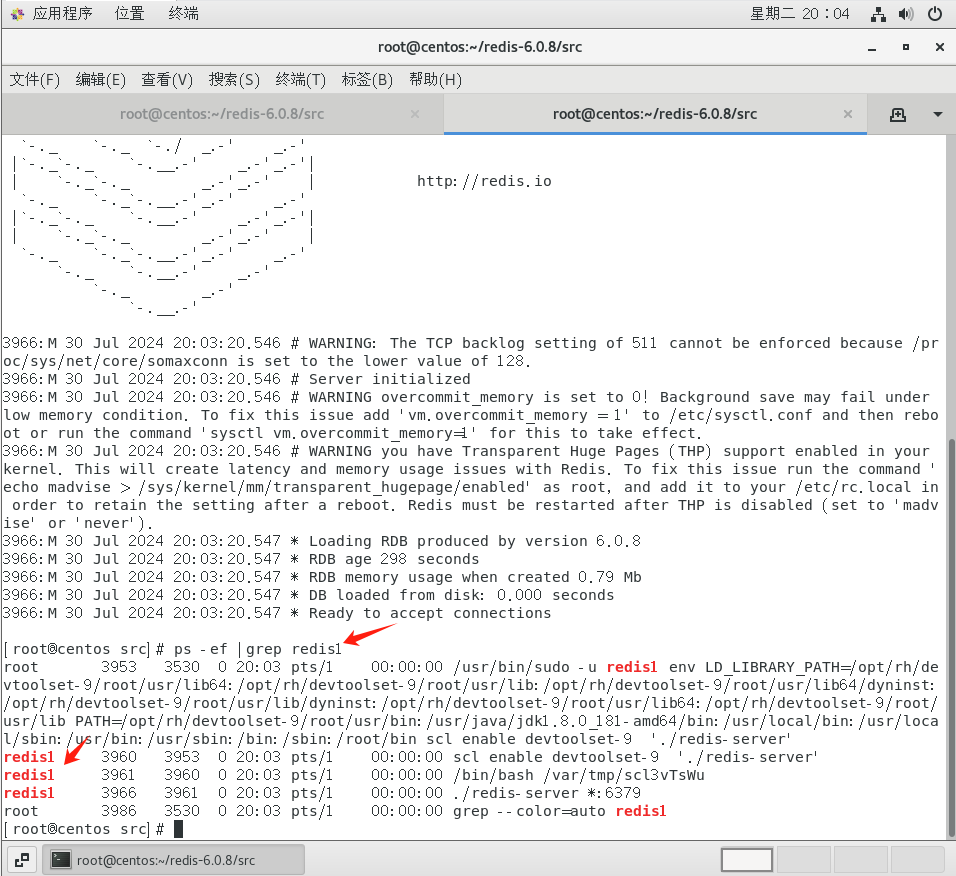 应用程序 位置 终端 星期二 20:04
root@centos:~/redis-6.0.8/src
文件(F) 编辑(E) 查看(V) 搜索(S) 终端(T) 标签(B) 帮助(H)
root@centos:~/redis-6.0.8/src × root@centos:~/redis-6.0.8/src ×
  `-._    `-._  `-./  _.-'    _.-'
 |`-._`-._    `-.__.-'    _.-'_.-'|
 |    `-._`-._        _.-'_.-'    |           http://redis.io
  `-._    `-._`-.__.-'_.-'    _.-'
 |`-._`-._    `-.__.-'    _.-'_.-'|
 |    `-._`-._        _.-'_.-'    |
  `-._    `-._`-.__.-'_.-'    _.-'
      `-._    `-.__.-'    _.-'
          `-._        _.-'
              `-.__.-'
3966:M 30 Jul 2024 20:03:20.546 # WARNING: The TCP backlog setting of 511 cannot be enforced because /pr
oc/sys/net/core/somaxconn is set to the lower value of 128.
3966:M 30 Jul 2024 20:03:20.546 # Server initialized
3966:M 30 Jul 2024 20:03:20.546 # WARNING overcommit_memory is set to 0! Background save may fail under
low memory condition. To fix this issue add 'vm.overcommit_memory = 1' to /etc/sysctl.conf and then rebo
ot or run the command 'sysctl vm.overcommit_memory=1' for this to take effect.
3966:M 30 Jul 2024 20:03:20.546 # WARNING you have Transparent Huge Pages (THP) support enabled in your
kernel. This will create latency and memory usage issues with Redis. To fix this issue run the command '
echo madvise > /sys/kernel/mm/transparent_hugepage/enabled' as root, and add it to your /etc/rc.local in
 order to retain the setting after a reboot. Redis must be restarted after THP is disabled (set to 'madv
ise' or 'never').
3966:M 30 Jul 2024 20:03:20.547 * Loading RDB produced by version 6.0.8
3966:M 30 Jul 2024 20:03:20.547 * RDB age 298 seconds
3966:M 30 Jul 2024 20:03:20.547 * RDB memory usage when created 0.79 Mb
3966:M 30 Jul 2024 20:03:20.547 * DB loaded from disk: 0.000 seconds
3966:M 30 Jul 2024 20:03:20.547 * Ready to accept connections
[root@centos src]# ps -ef |grep redis1
root       3953   3530  0 20:03 pts/1    00:00:00 /usr/bin/sudo -u redis1 env LD_LIBRARY_PATH=/opt/rh/de
vtoolset-9/root/usr/lib64:/opt/rh/devtoolset-9/root/usr/lib:/opt/rh/devtoolset-9/root/usr/lib64/dyninst:
/opt/rh/devtoolset-9/root/usr/lib/dyninst:/opt/rh/devtoolset-9/root/usr/lib64:/opt/rh/devtoolset-9/root/
usr/lib PATH=/opt/rh/devtoolset-9/root/usr/bin:/usr/java/jdk1.8.0_181-amd64/bin:/usr/local/bin:/usr/loca
l/sbin:/usr/bin:/usr/sbin:/bin:/sbin:/root/bin scl enable devtoolset-9  './redis-server'
redis1     3960   3953  0 20:03 pts/1    00:00:00 scl enable devtoolset-9  './redis-server'
redis1     3961   3960  0 20:03 pts/1    00:00:00 /bin/bash /var/tmp/scl3vTsWu
redis1     3966   3961  0 20:03 pts/1    00:00:00 ./redis-server *:6379
root       3986   3530  0 20:03 pts/1    00:00:00 grep --color=auto redis1
[root@centos src]#
root@centos:~/redis-6.0.8/src